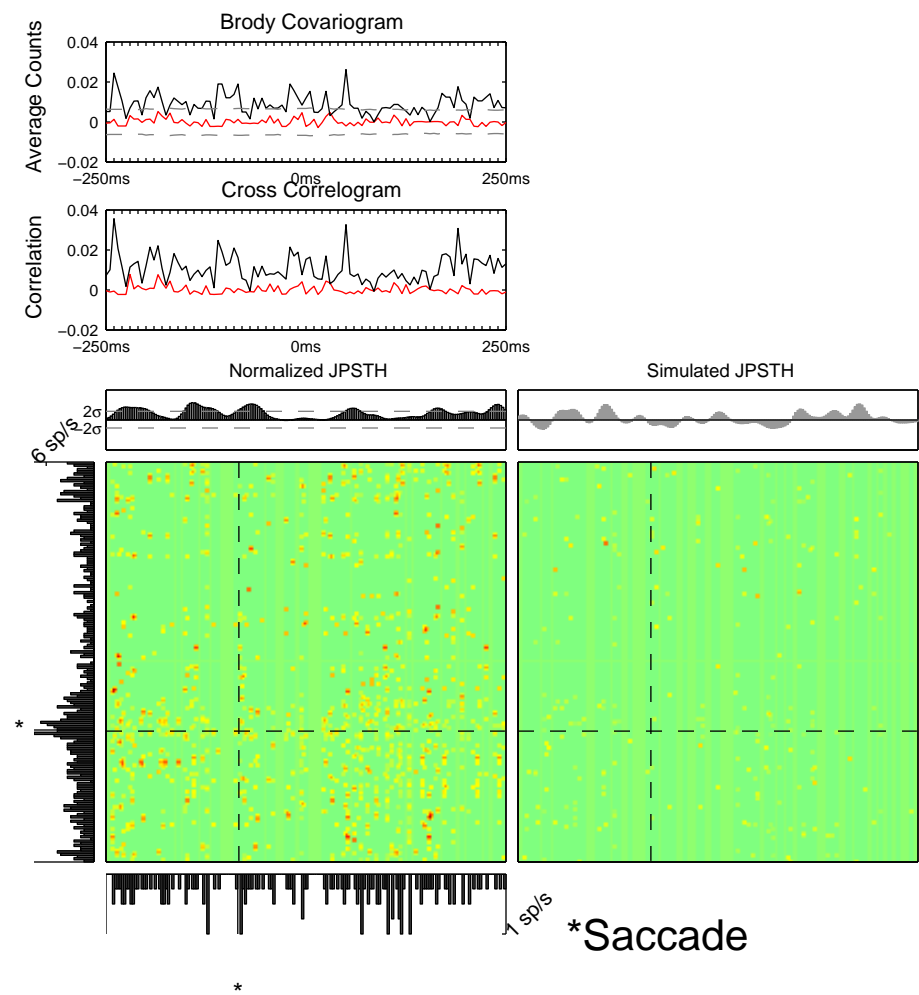 Brody Covariogram
Average Counts
0.04
0.02
0
−0.02
−250ms
0ms
250ms
Cross Correlogram
Correlation
0.04
0.02
0
−0.02
−250ms
0ms
250ms
Normalized JPSTH
Simulated JPSTH
2σ
−2σ
6 sp/s
*
1 sp/s
*Saccade
*